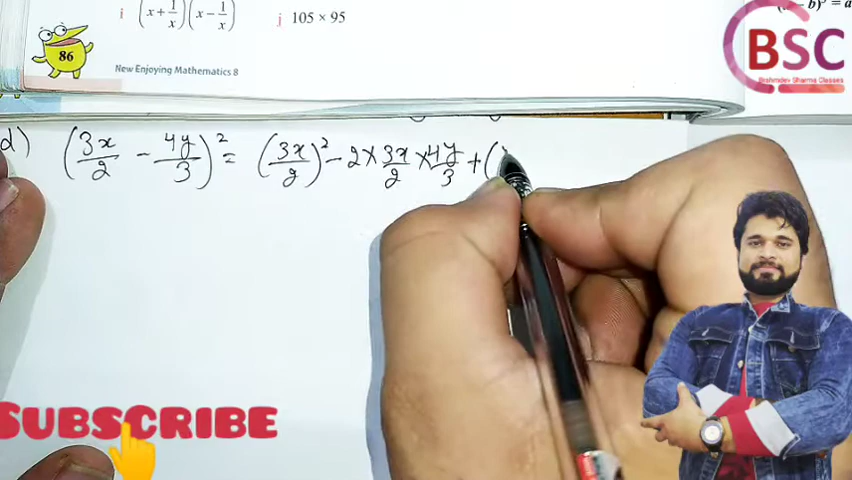 i (x + 1/x)(x − 1/x) j 105 × 95
86
New Enjoying Mathematics 8
BSC
Bishnudev Sharma Classes
d) (3x/2 − 4y/3)² = (3x/2)² − 2 × 3x/2 × 4y/3 + (
SUBSCRIBE